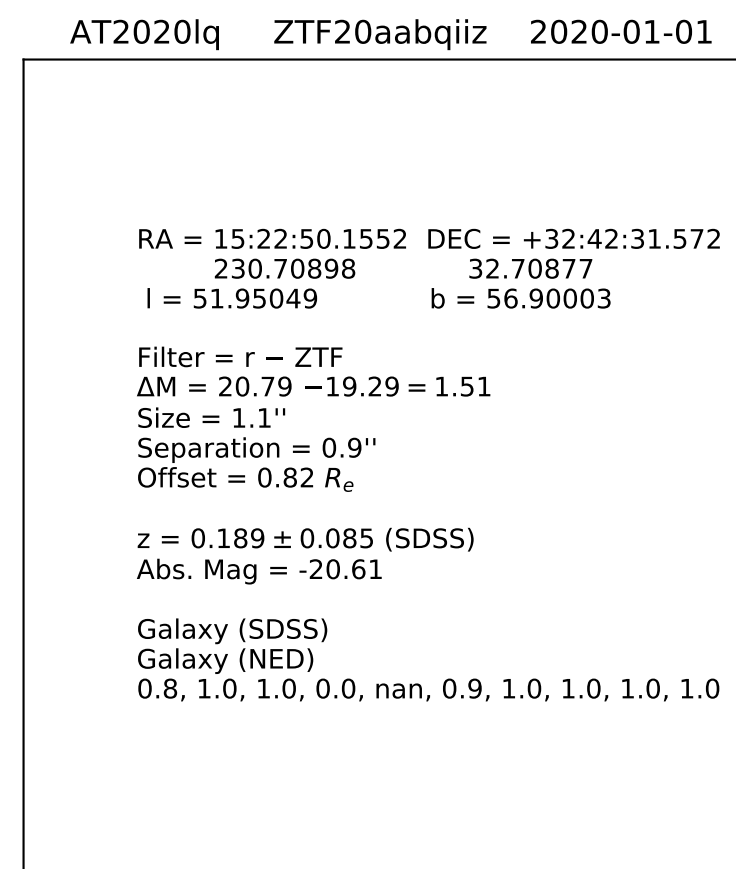 AT2020lq ZTF20aabqiiz 2020-01-01
RA = 15:22:50.1552 DEC = +32:42:31.572
230.70898 32.70877
l = 51.95049 b = 56.90003
Filter = r − ZTF
ΔM = 20.79 −19.29 = 1.51
Size = 1.1''
Separation = 0.9''
Offset = 0.82 Rₑ
z = 0.189 ± 0.085 (SDSS)
Abs. Mag = -20.61
Galaxy (SDSS)
Galaxy (NED)
0.8, 1.0, 1.0, 0.0, nan, 0.9, 1.0, 1.0, 1.0, 1.0